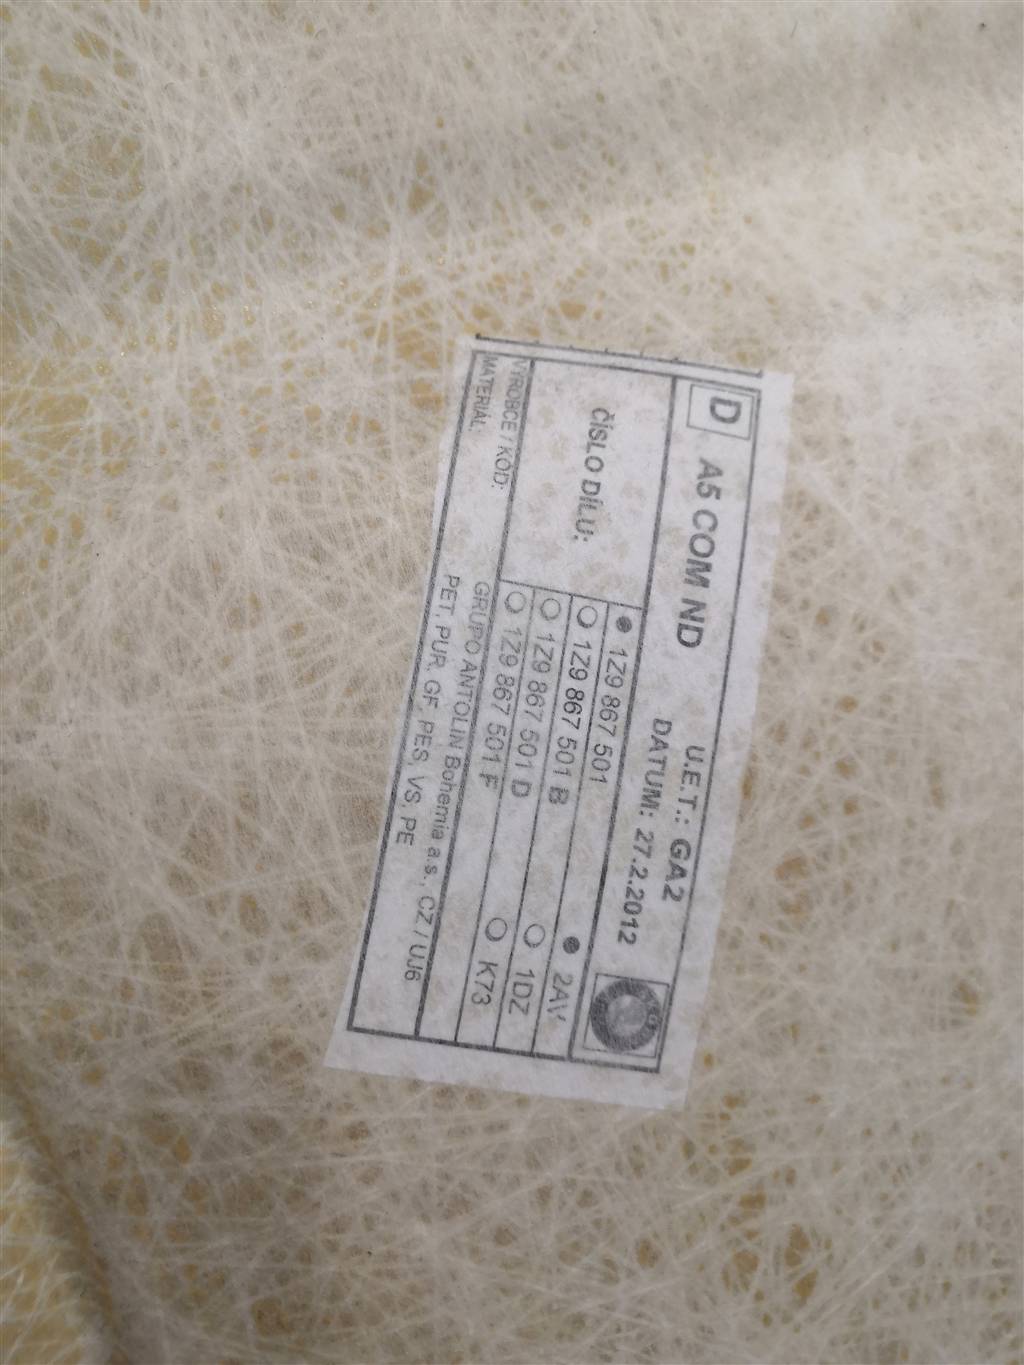 D A5 COM ND U.E.T.: GA2
DATUM: 27.2.2012
ČÍSLO DÍLU:
1Z9 867 501
1Z9 867 501 B 2AV
1Z9 867 501 D 1DZ
1Z9 867 501 F K73
VÝROBCE / KÓD: GRUPO ANTOLIN Bohemia a.s., CZ / UJ6
MATERIÁL: PET, PUR, GF, PES, VS, PE